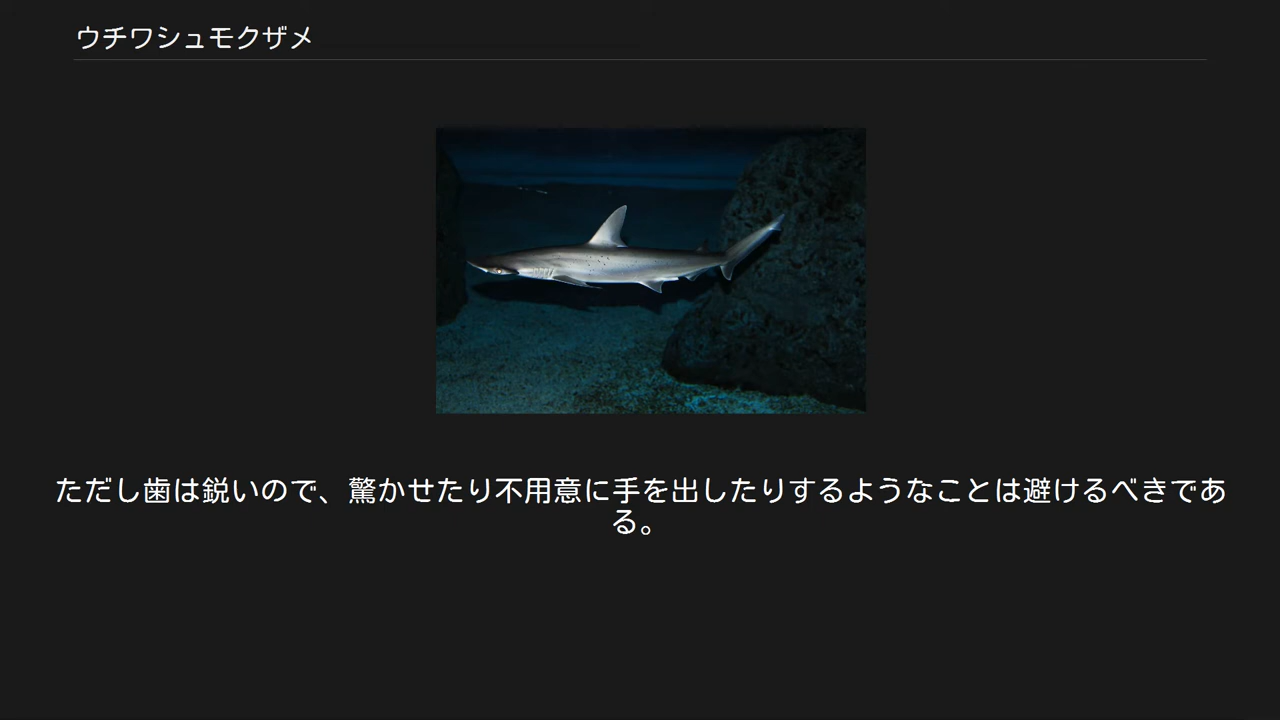 ウチワシュモクザメ
ただし歯は鋭いので、驚かせたり不用意に手を出したりするようなことは避けるべきであ
る。